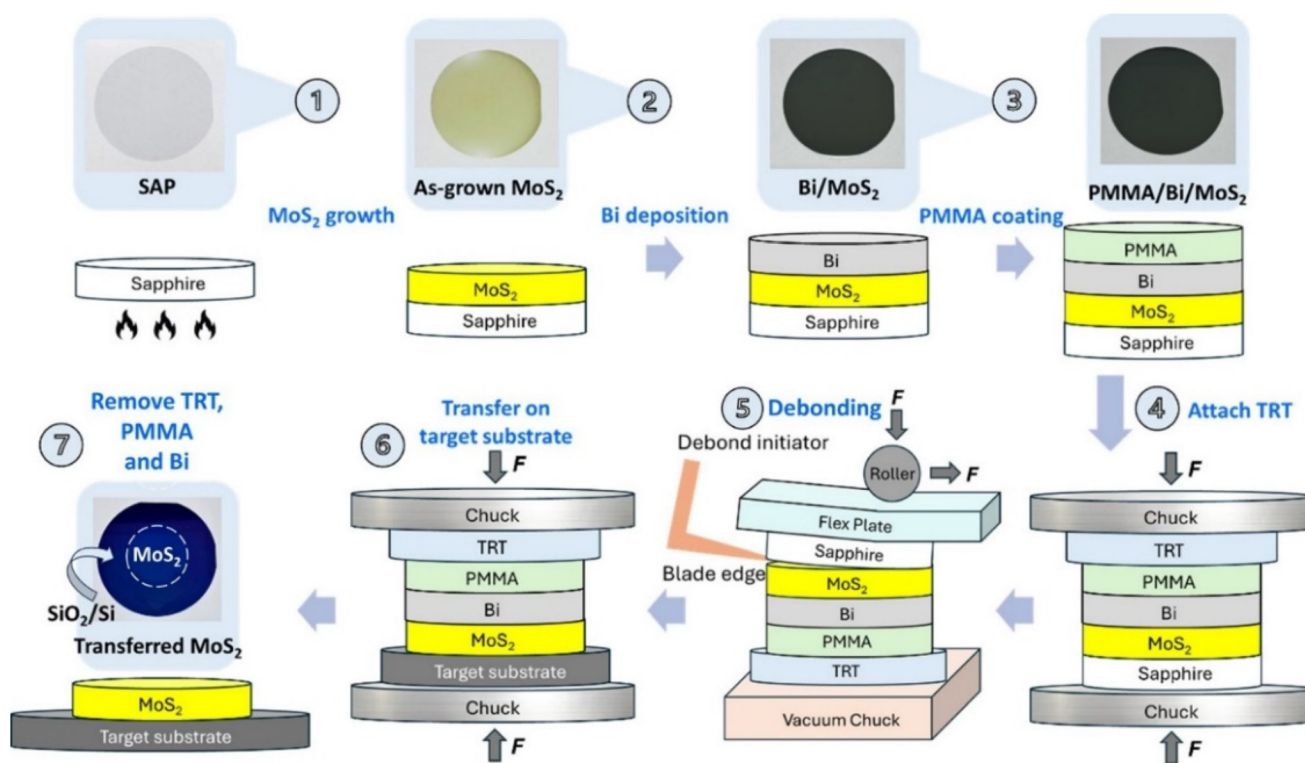 1
2
3
SAP
As-grown MoS₂
Bi/MoS₂
PMMA/Bi/MoS₂
MoS₂ growth
Bi deposition
PMMA coating
Sapphire
MoS₂
Sapphire
Bi
MoS₂
Sapphire
PMMA
Bi
MoS₂
Sapphire
4 Attach TRT
F
Chuck
TRT
PMMA
Bi
MoS₂
Sapphire
Chuck
F
5 Debonding
F
Debond initiator
Roller
F
Flex Plate
Sapphire
Blade edge
MoS₂
Bi
PMMA
TRT
Vacuum Chuck
6
Transfer on
target substrate
F
Chuck
TRT
PMMA
Bi
MoS₂
Target substrate
Chuck
F
7
Remove TRT,
PMMA
and Bi
MoS₂
SiO₂/Si
Transferred MoS₂
MoS₂
Target substrate